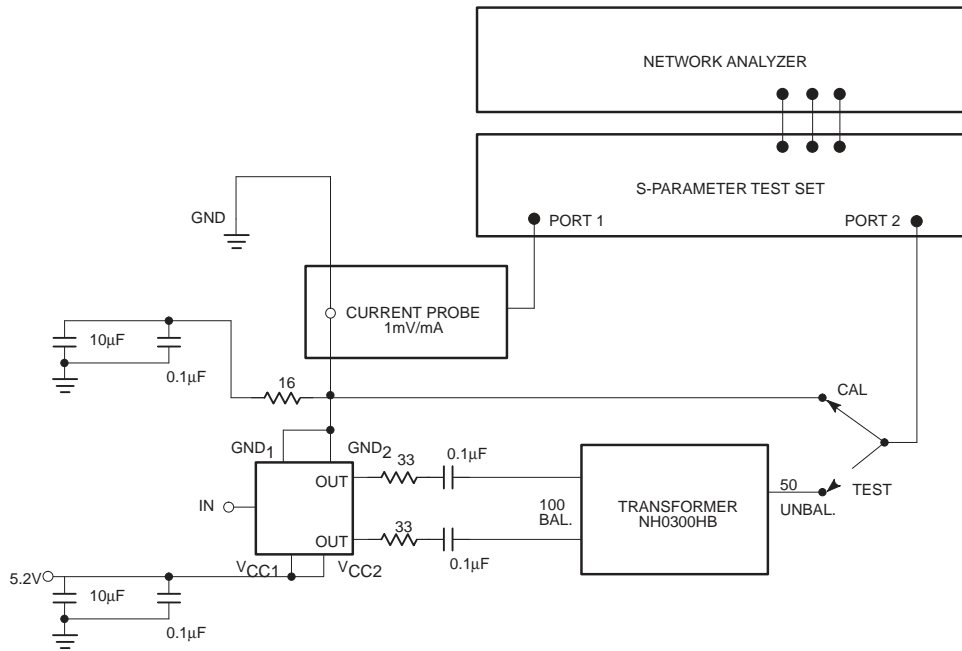 NETWORK ANALYZER
S-PARAMETER TEST SET
GND
PORT 1
PORT 2
CURRENT PROBE
1mV/mA
10μF
0.1μF
16
CAL
GND1
GND2
33
0.1μF
OUT
IN
100
BAL.
TRANSFORMER
NH0300HB
50
UNBAL.
TEST
OUT
33
0.1μF
VCC1
VCC2
5.2V
10μF
0.1μF